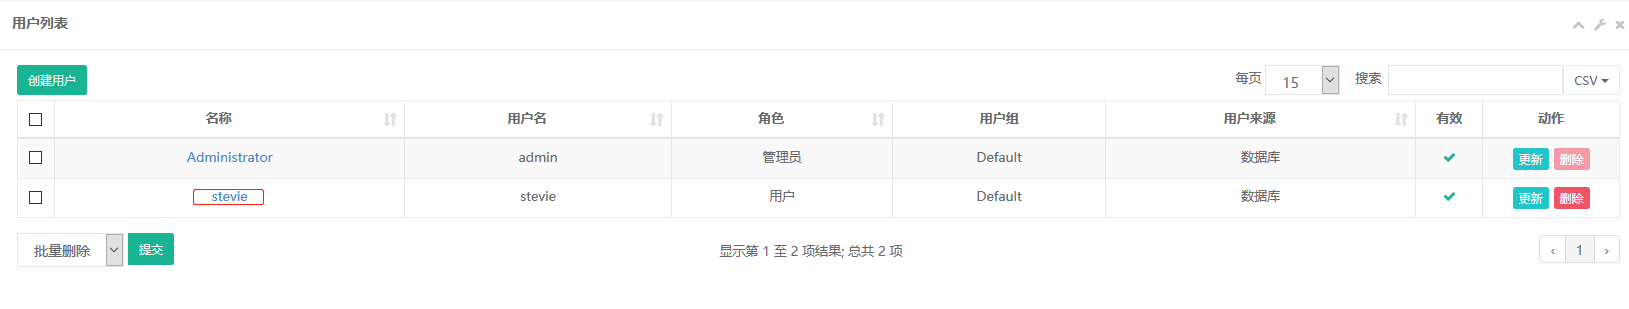 用户列表
创建用户 每页 15 搜索 CSV
名称 用户名 角色 用户组 用户来源 有效 动作
Administrator admin 管理员 Default 数据库 更新 删除
stevie stevie 用户 Default 数据库 更新 删除
批量删除 提交 显示第 1 至 2 项结果; 总共 2 项 ‹ 1 ›